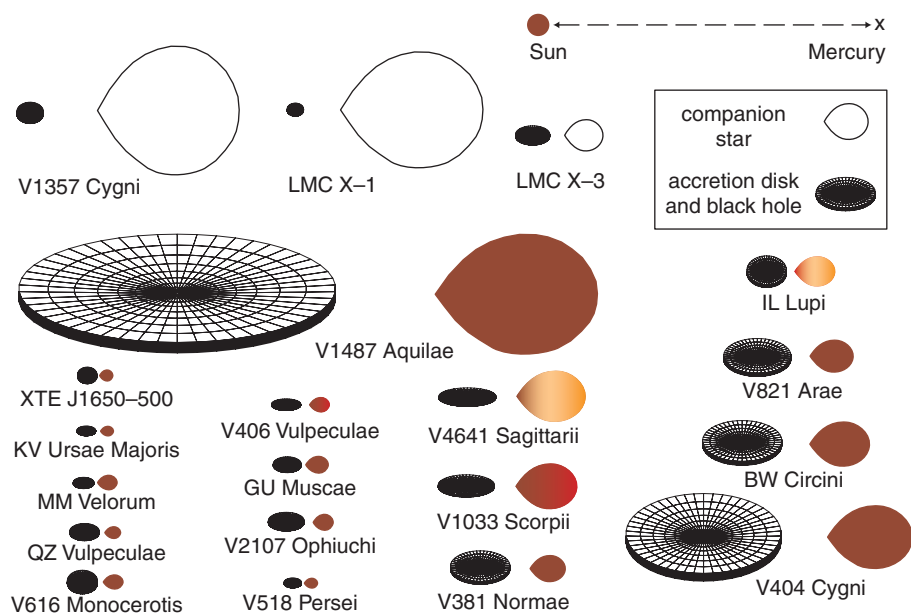 x
Sun Mercury
companion
star
accretion disk
and black hole
V1357 Cygni
LMC X–1
LMC X–3
IL Lupi
V1487 Aquilae
V821 Arae
XTE J1650–500
V406 Vulpeculae
V4641 Sagittarii
KV Ursae Majoris
GU Muscae
BW Circini
MM Velorum
V1033 Scorpii
V2107 Ophiuchi
QZ Vulpeculae
V404 Cygni
V616 Monocerotis
V518 Persei
V381 Normae